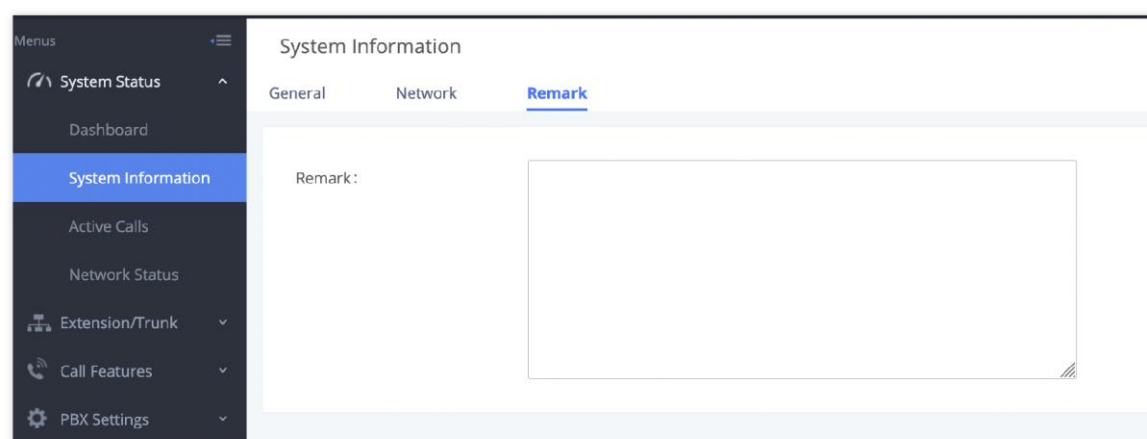 Menus
System Status
Dashboard
System Information
Active Calls
Network Status
Extension/Trunk
Call Features
PBX Settings
System Information
General Network Remark
Remark: